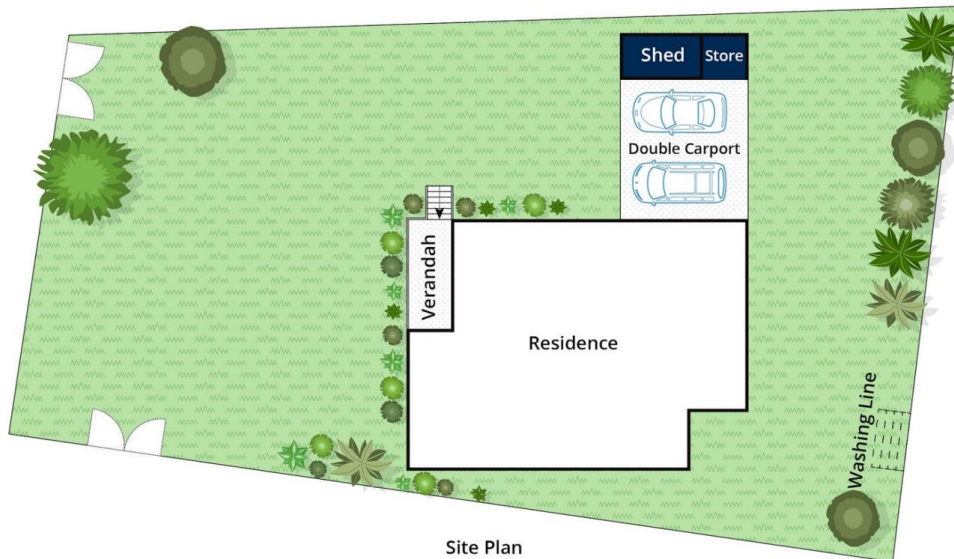 Shed
Store
Double Carport
Verandah
Residence
Washing Line
Site Plan